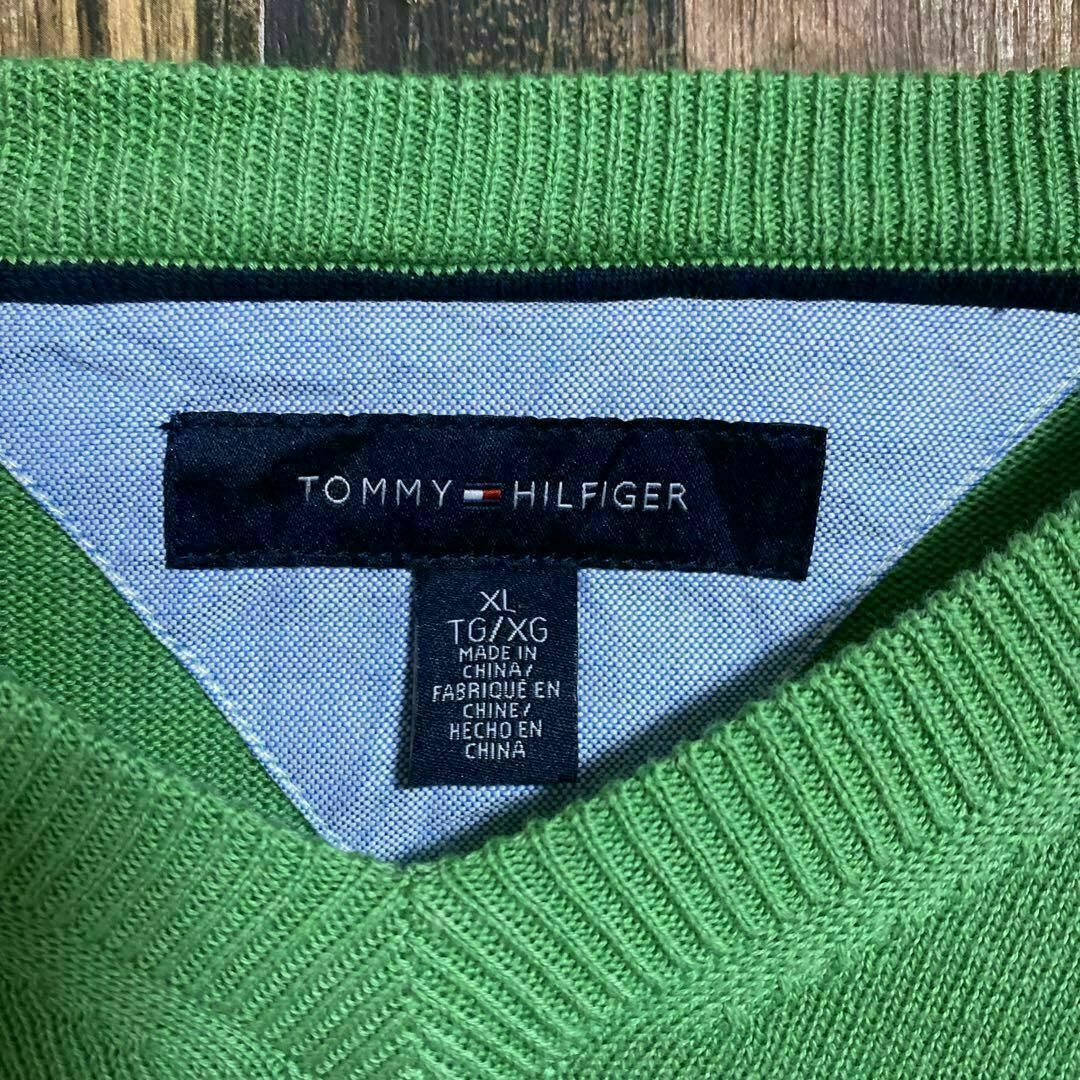 TOMMY HILFIGER
XL
TG/XG
MADE IN
CHINA/
FABRIQUÉ EN
CHINE/
HECHO EN
CHINA